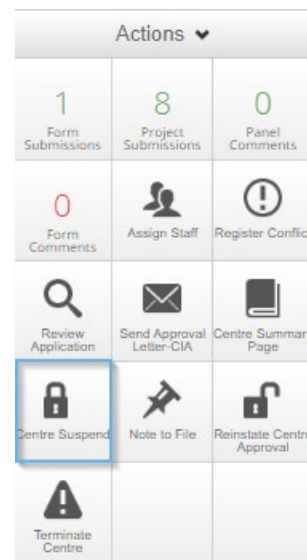 Actions
1
Form
Submissions
8
Project
Submissions
0
Panel
Comments
0
Form
Comments
Assign Staff
Register Conflic
Review
Application
Send Approval
Letter-CIA
Centre Summar
Page
Centre Suspend
Note to File
Reinstate Centre
Approval
Terminate
Centre